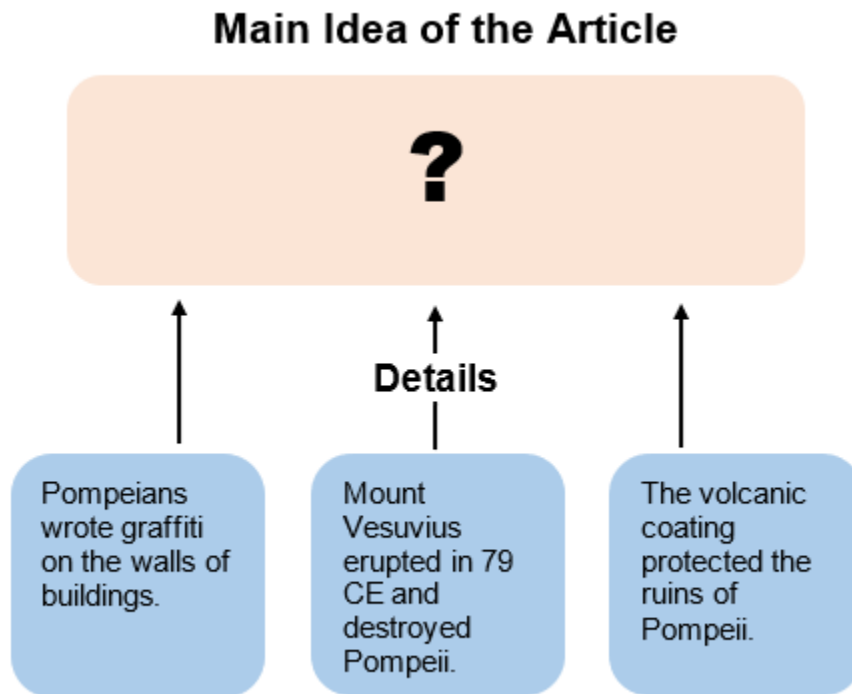 Main Idea of the Article
?
Details
Pompeians
wrote graffiti
on the walls of
buildings.
Mount
Vesuvius
erupted in 79
CE and
destroyed
Pompeii.
The volcanic
coating
protected the
ruins of
Pompeii.